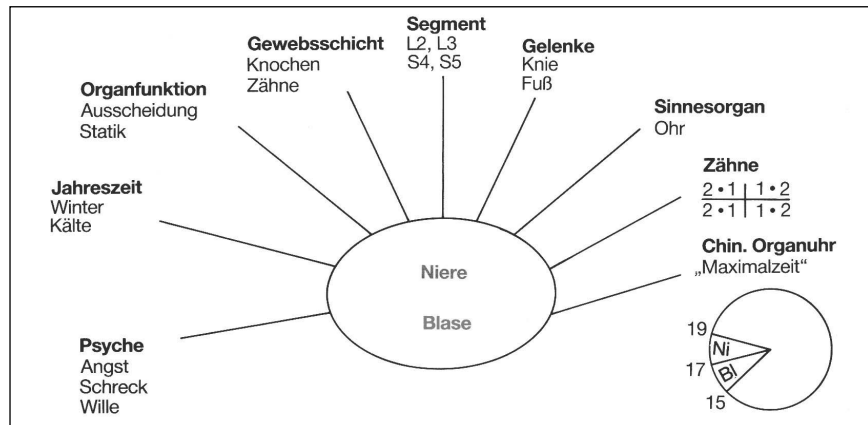 Segment
L2, L3
S4, S5
Gewebsschicht
Knochen
Zähne
Gelenke
Knie
Fuß
Organfunktion
Ausscheidung
Statik
Sinnesorgan
Ohr
Zähne
2 • 1 | 1 • 2
2 • 1 | 1 • 2
Jahreszeit
Winter
Kälte
Chin. Organuhr
„Maximalzeit“
Niere
Blase
Psyche
Angst
Schreck
Wille
19
Ni
17
Bl
15